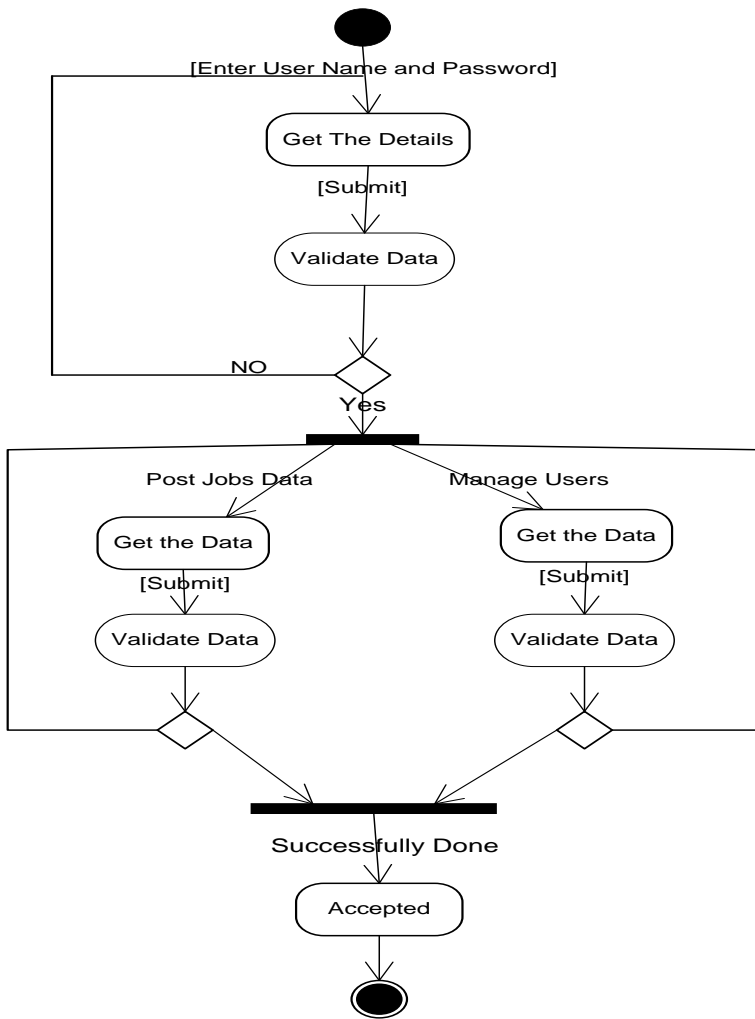 [Enter User Name and Password]
Get The Details
[Submit]
Validate Data
NO
Yes
Post Jobs Data
Manage Users
Get the Data
Get the Data
[Submit]
[Submit]
Validate Data
Validate Data
Successfully Done
Accepted